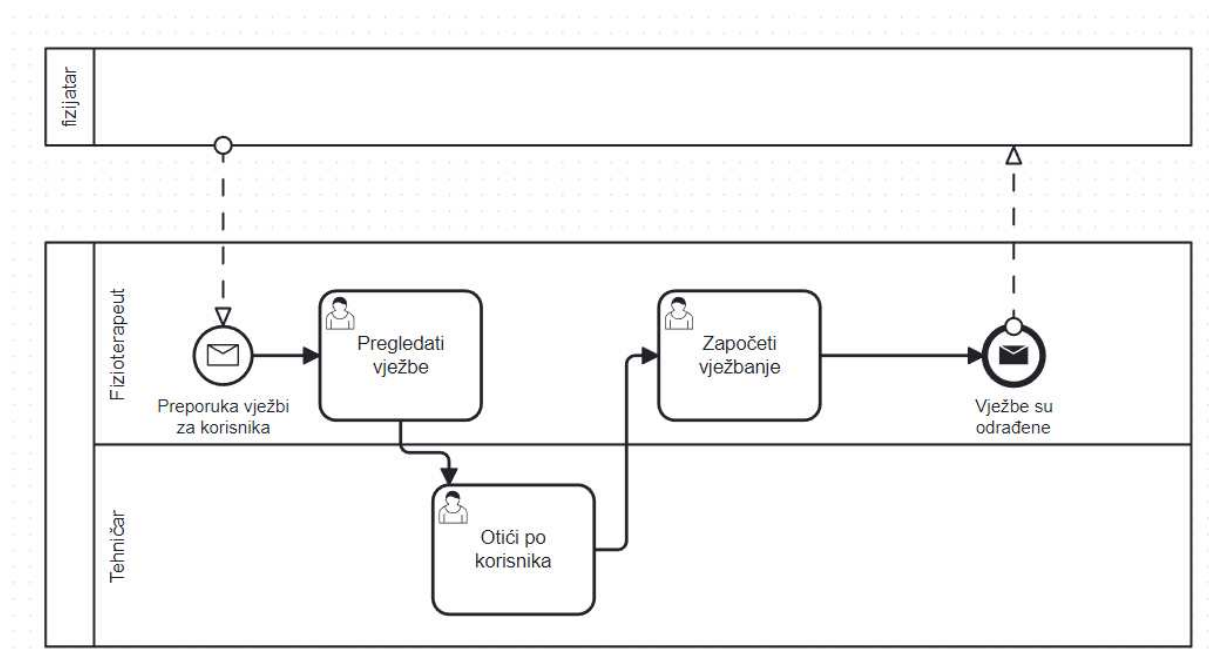 fizijatar
Fizioterapeut
Preporuka vježbi
za korisnika
Pregledati
vježbe
Započeti
vježbanje
Vježbe su
odrađene
Tehničar
Otići po
korisnika